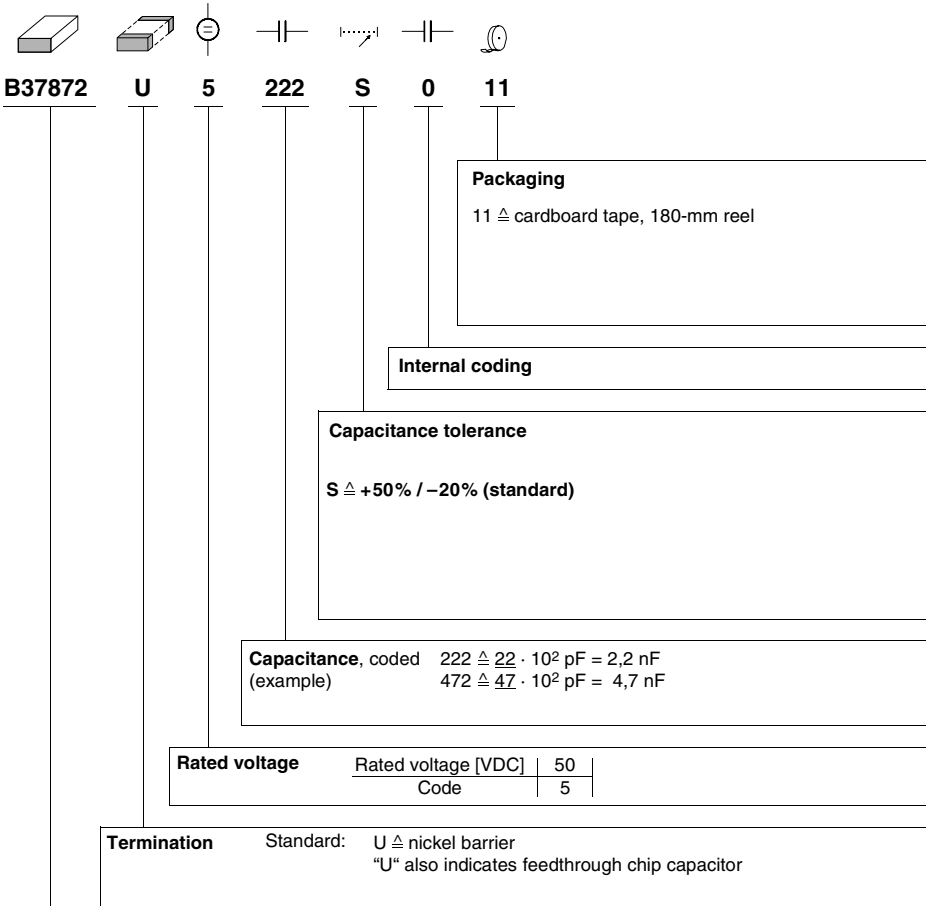 B37872 U 5 222 S 0 11
Packaging
11 ≙ cardboard tape, 180-mm reel
Internal coding
Capacitance tolerance
S ≙ +50% / −20% (standard)
Capacitance, coded 222 ≙ 22 · 10² pF = 2,2 nF
(example) 472 ≙ 47 · 10² pF = 4,7 nF
Rated voltage Rated voltage [VDC] 50
Code 5
Termination Standard: U ≙ nickel barrier
"U“ also indicates feedthrough chip capacitor